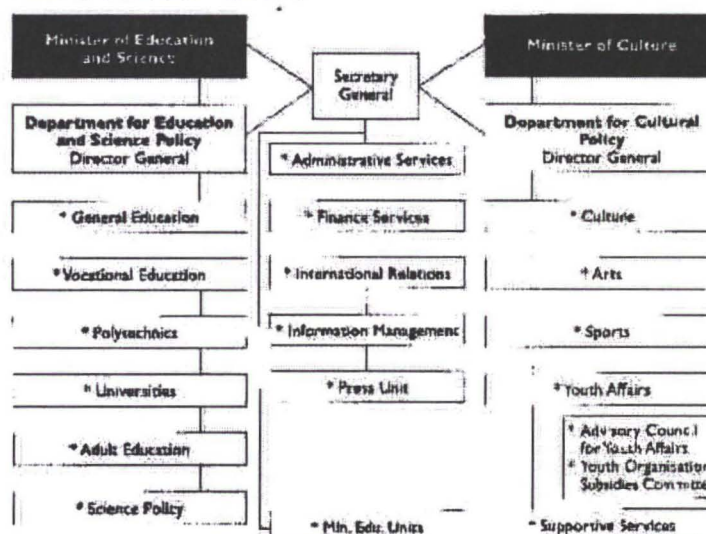 Minister of Education
and Science
Department for Education
and Science Policy
Director General
* General Education
* Vocational Education
* Polytechnics
* Universities
* Adult Education
* Science Policy
Secretary
General
* Administrative Services
* Finance Services
* International Relations
* Information Management
* Press Unit
* Min. Edu. Units
Minister of Culture
Department for Cultural
Policy
Director General
* Culture
* Arts
* Sports
* Youth Affairs
* Advisory Council
for Youth Affairs
* Youth Organisation
Subsidies Committe
* Supportive Services